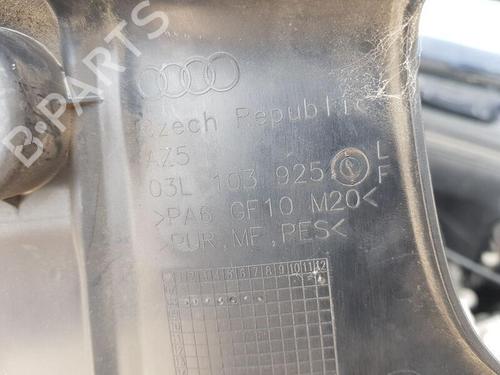 B-PARTS
Czech Republic
AZ5
03L 103 925 L
F
>PA6 GF10 M20<
>PUR,MF,PES<
1 2 3 4 5 6 7 8 9 10 11 12